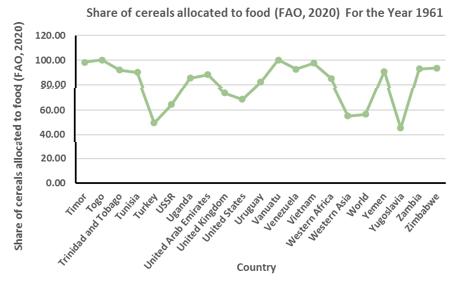 Share of cereals allocated to food (FAO, 2020) For the Year 1961
Share of cereals allocated to food (FAO, 2020)
120.00
100.00
80.00
60.00
40.00
20.00
0.00
Timor
Togo
Trinidad and Tobago
Tunisia
Turkey
USSR
Uganda
United Arab Emirates
United Kingdom
United States
Uruguay
Vanuatu
Venezuela
Vietnam
Western Africa
Western Asia
World
Yemen
Yugoslavia
Zambia
Zimbabwe
Country